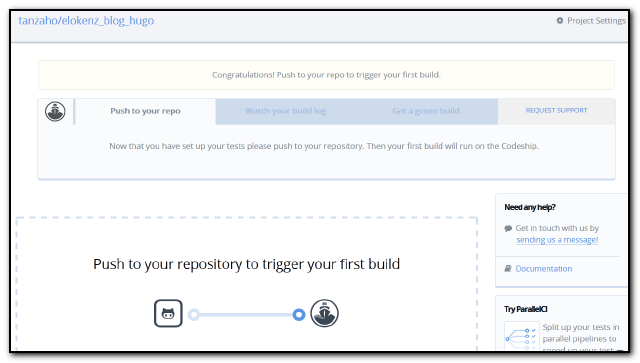 tanzaho/elokenz_blog_hugo
Project Settings
Congratulations! Push to your repo to trigger your first build.
Push to your repo
Watch your build log
Get a green build
REQUEST SUPPORT
Now that you have set up your tests please push to your repository. Then your first build will run on the Codeship.
Need any help?
Get in touch with us by
sending us a message!
Documentation
Push to your repository to trigger your first build
Try ParallelCI
Split up your tests in
parallel pipelines to
speed up your test